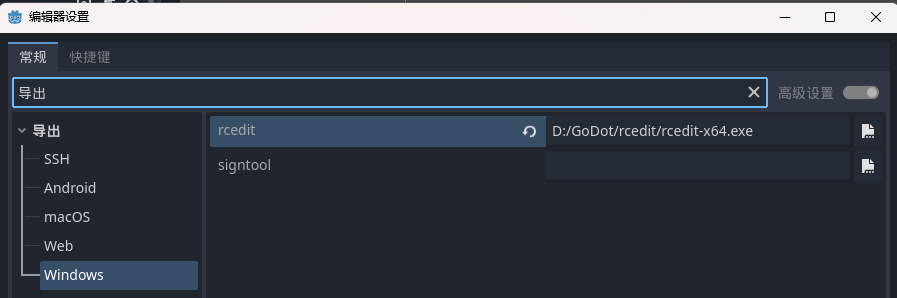 编辑器设置
常规 快捷键
导出 高级设置
导出
SSH
Android
macOS
Web
Windows
rcedit D:/GoDot/rcedit/rcedit-x64.exe
signtool